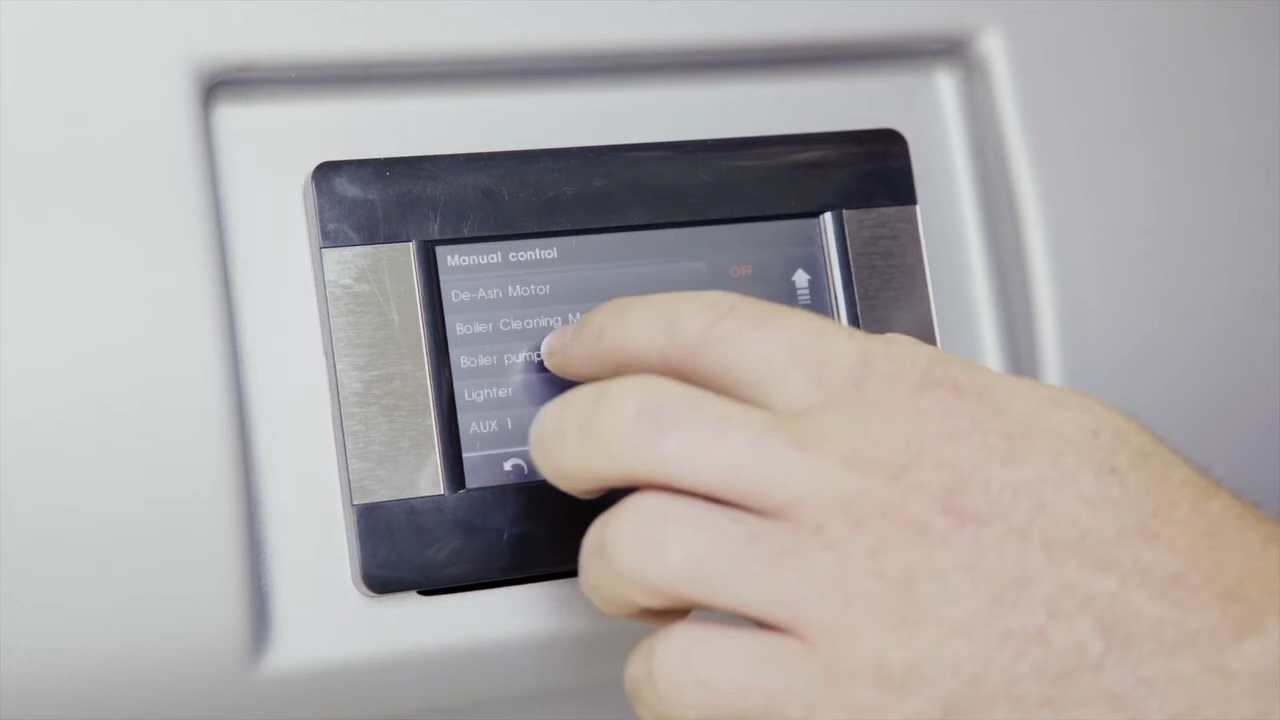 Manual control
De-Ash Motor OFF
Boiler Cleaning
Boiler pump
Lighter
AUX 1